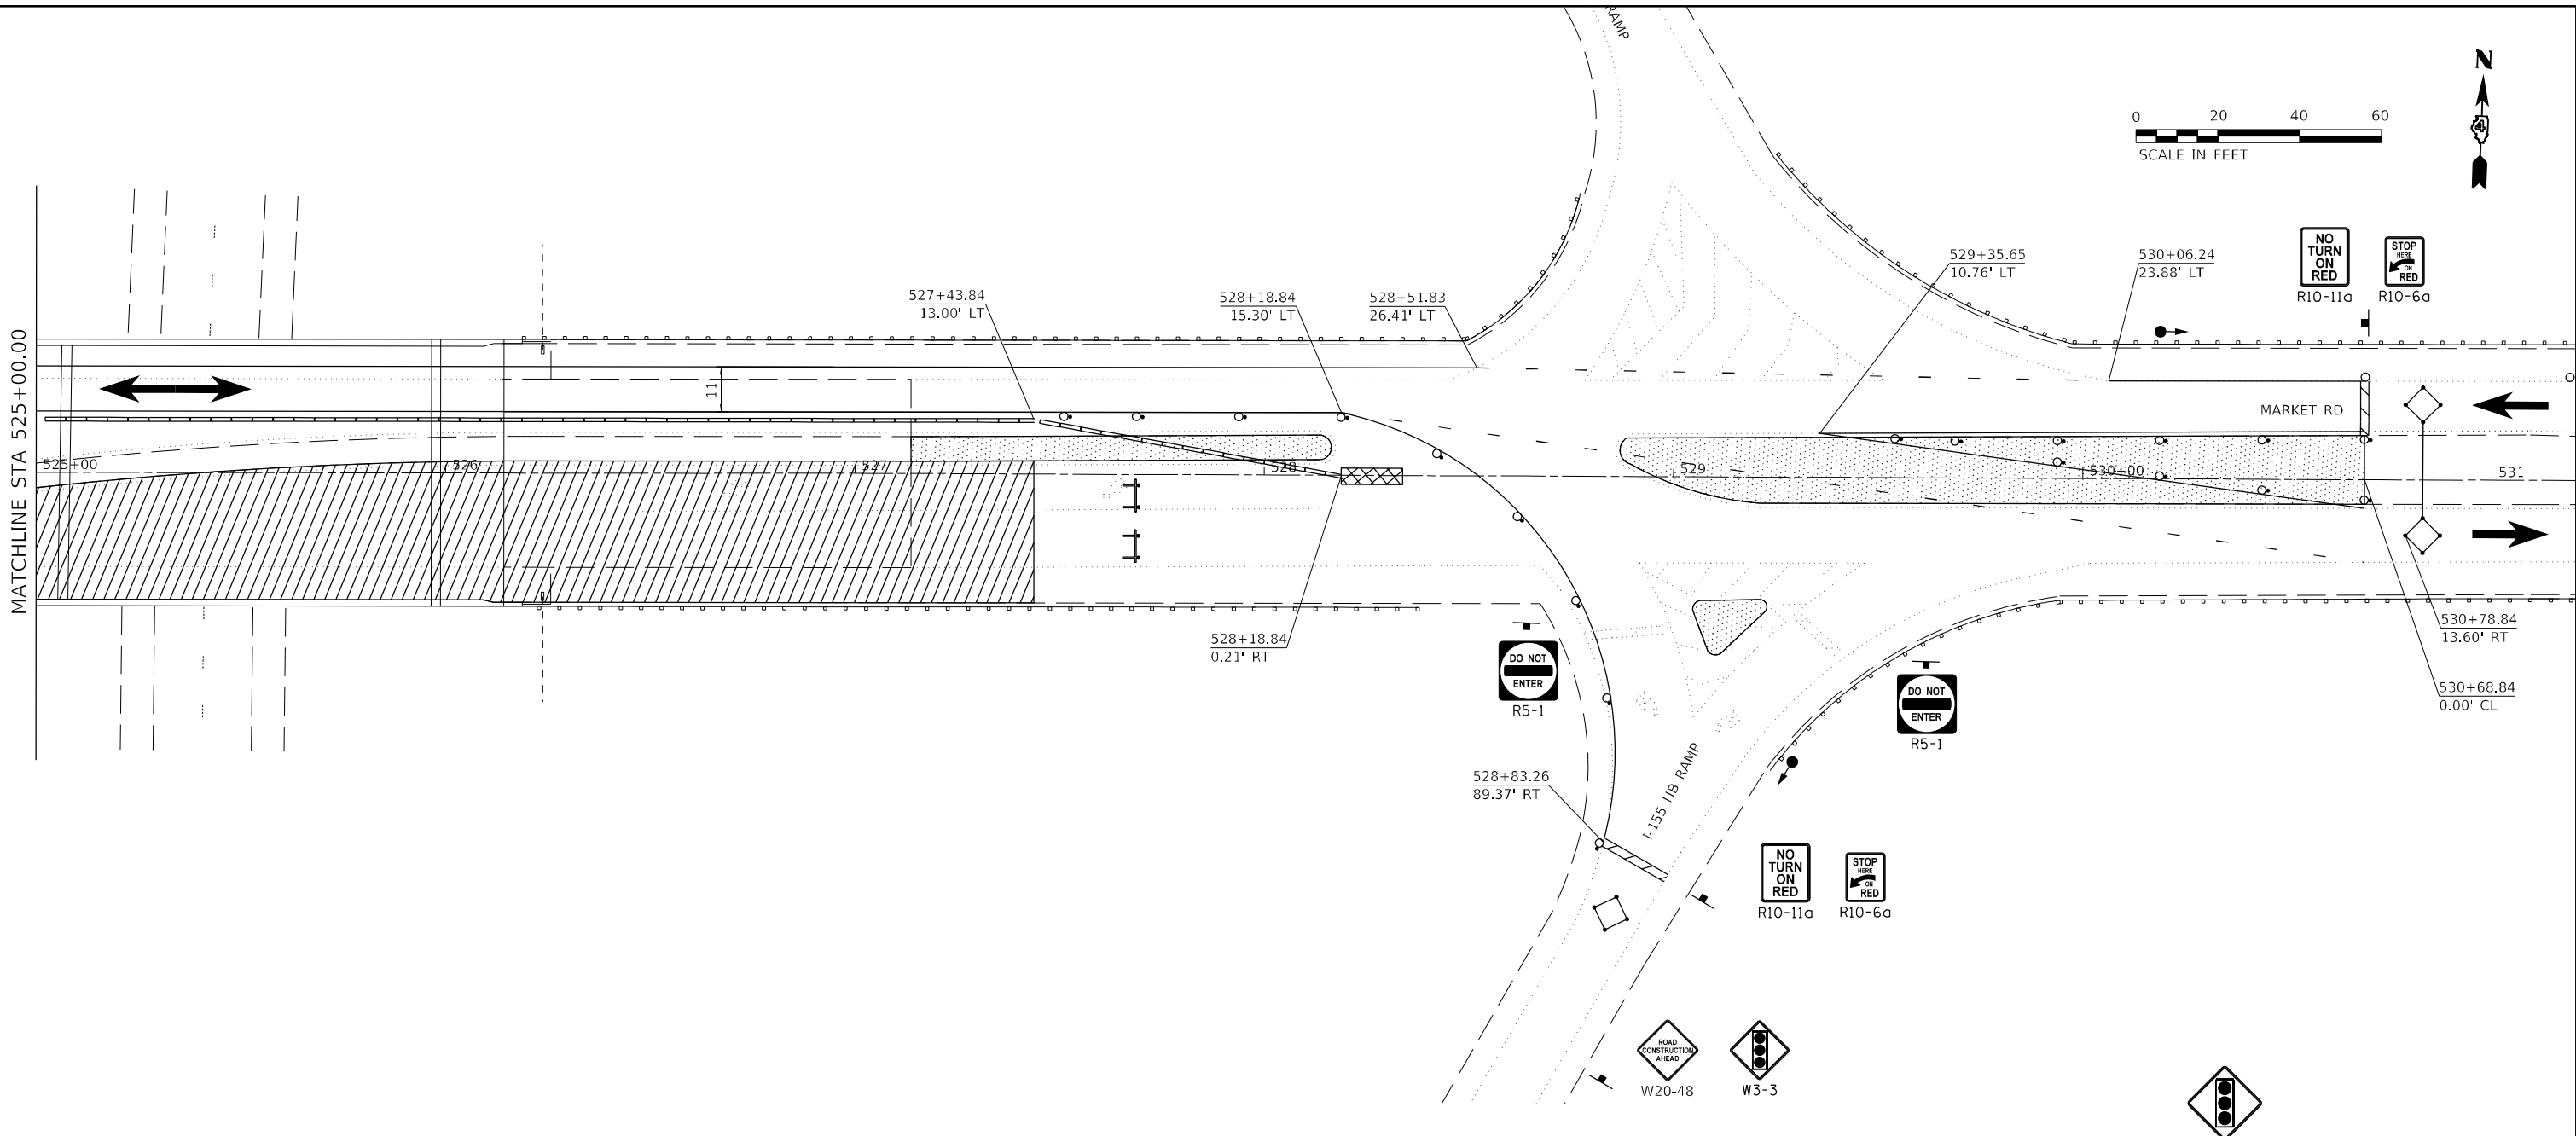 RAMP
N
4
0 20 40 60
SCALE IN FEET
NO
TURN
ON
RED
R10-11a
STOP
HERE
ON
RED
R10-6a
529+35.65
10.76' LT
530+06.24
23.88' LT
527+43.84
13.00' LT
528+18.84
15.30' LT
528+51.83
26.41' LT
MATCHLINE STA 525+00.00
11'
MARKET RD
525+00 526 527 528 529 530+00 531
528+18.84
0.21' RT
DO NOT
ENTER
R5-1
DO NOT
ENTER
R5-1
530+78.84
13.60' RT
530+68.84
0.00' CL
I-155 NB RAMP
528+83.26
89.37' RT
NO
TURN
ON
RED
R10-11a
STOP
HERE
ON
RED
R10-6a
ROAD
CONSTRUCTION
AHEAD
W20-48
W3-3